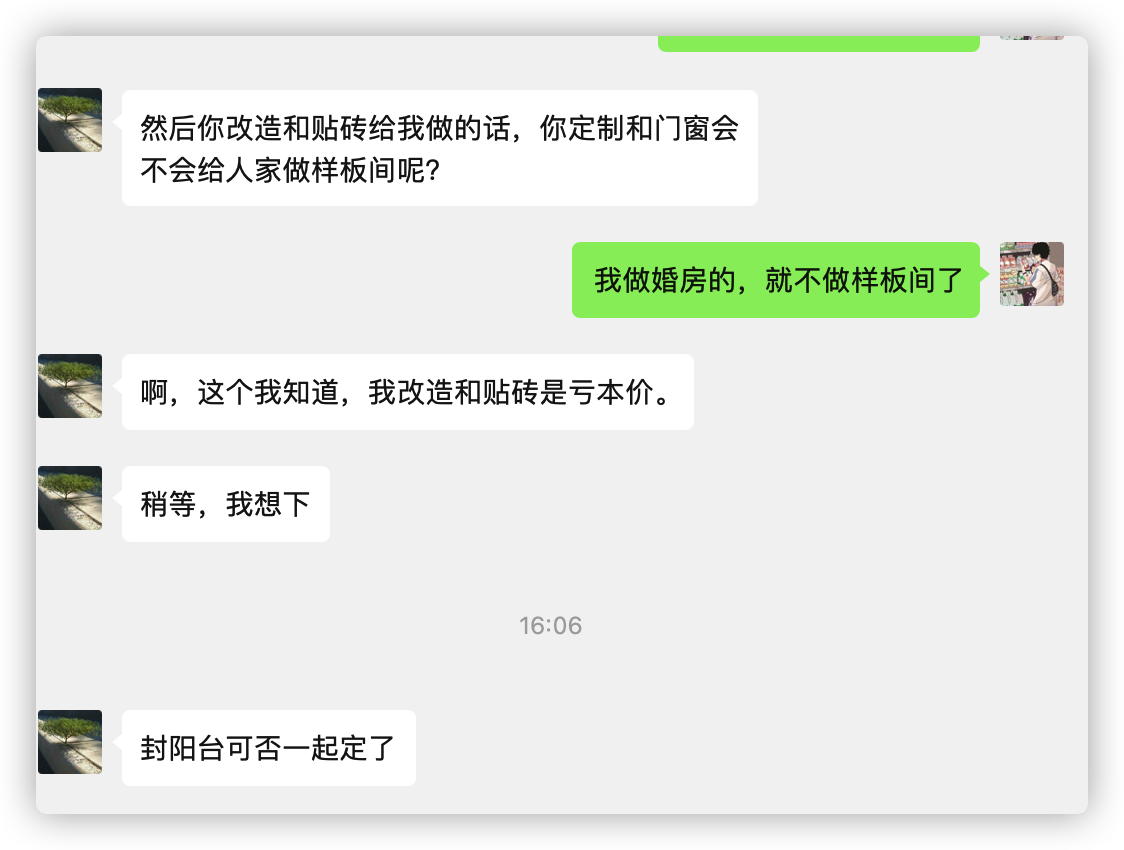 然后你改造和贴砖给我做的话，你定制和门窗会
不会给人家做样板间呢？
我做婚房的，就不做样板间了
啊，这个我知道，我改造和贴砖是亏本价。
稍等，我想下
16:06
封阳台可否一起定了